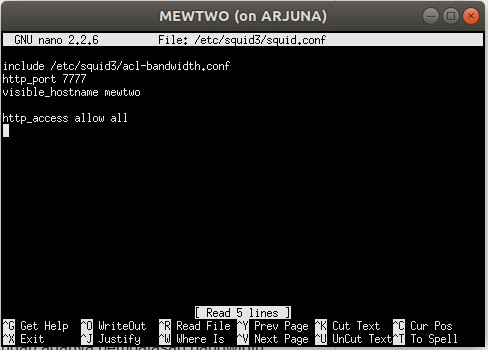 MEWTWO (on ARJUNA)
GNU nano 2.2.6 File: /etc/squid3/squid.conf
include /etc/squid3/acl-bandwidth.conf
http_port 7777
visible_hostname mewtwo
http_access allow all
[ Read 5 lines ]
^G Get Help ^O WriteOut ^R Read File ^Y Prev Page ^K Cut Text ^C Cur Pos
^X Exit ^J Justify ^W Where Is ^V Next Page ^U UnCut Text ^T To Spell